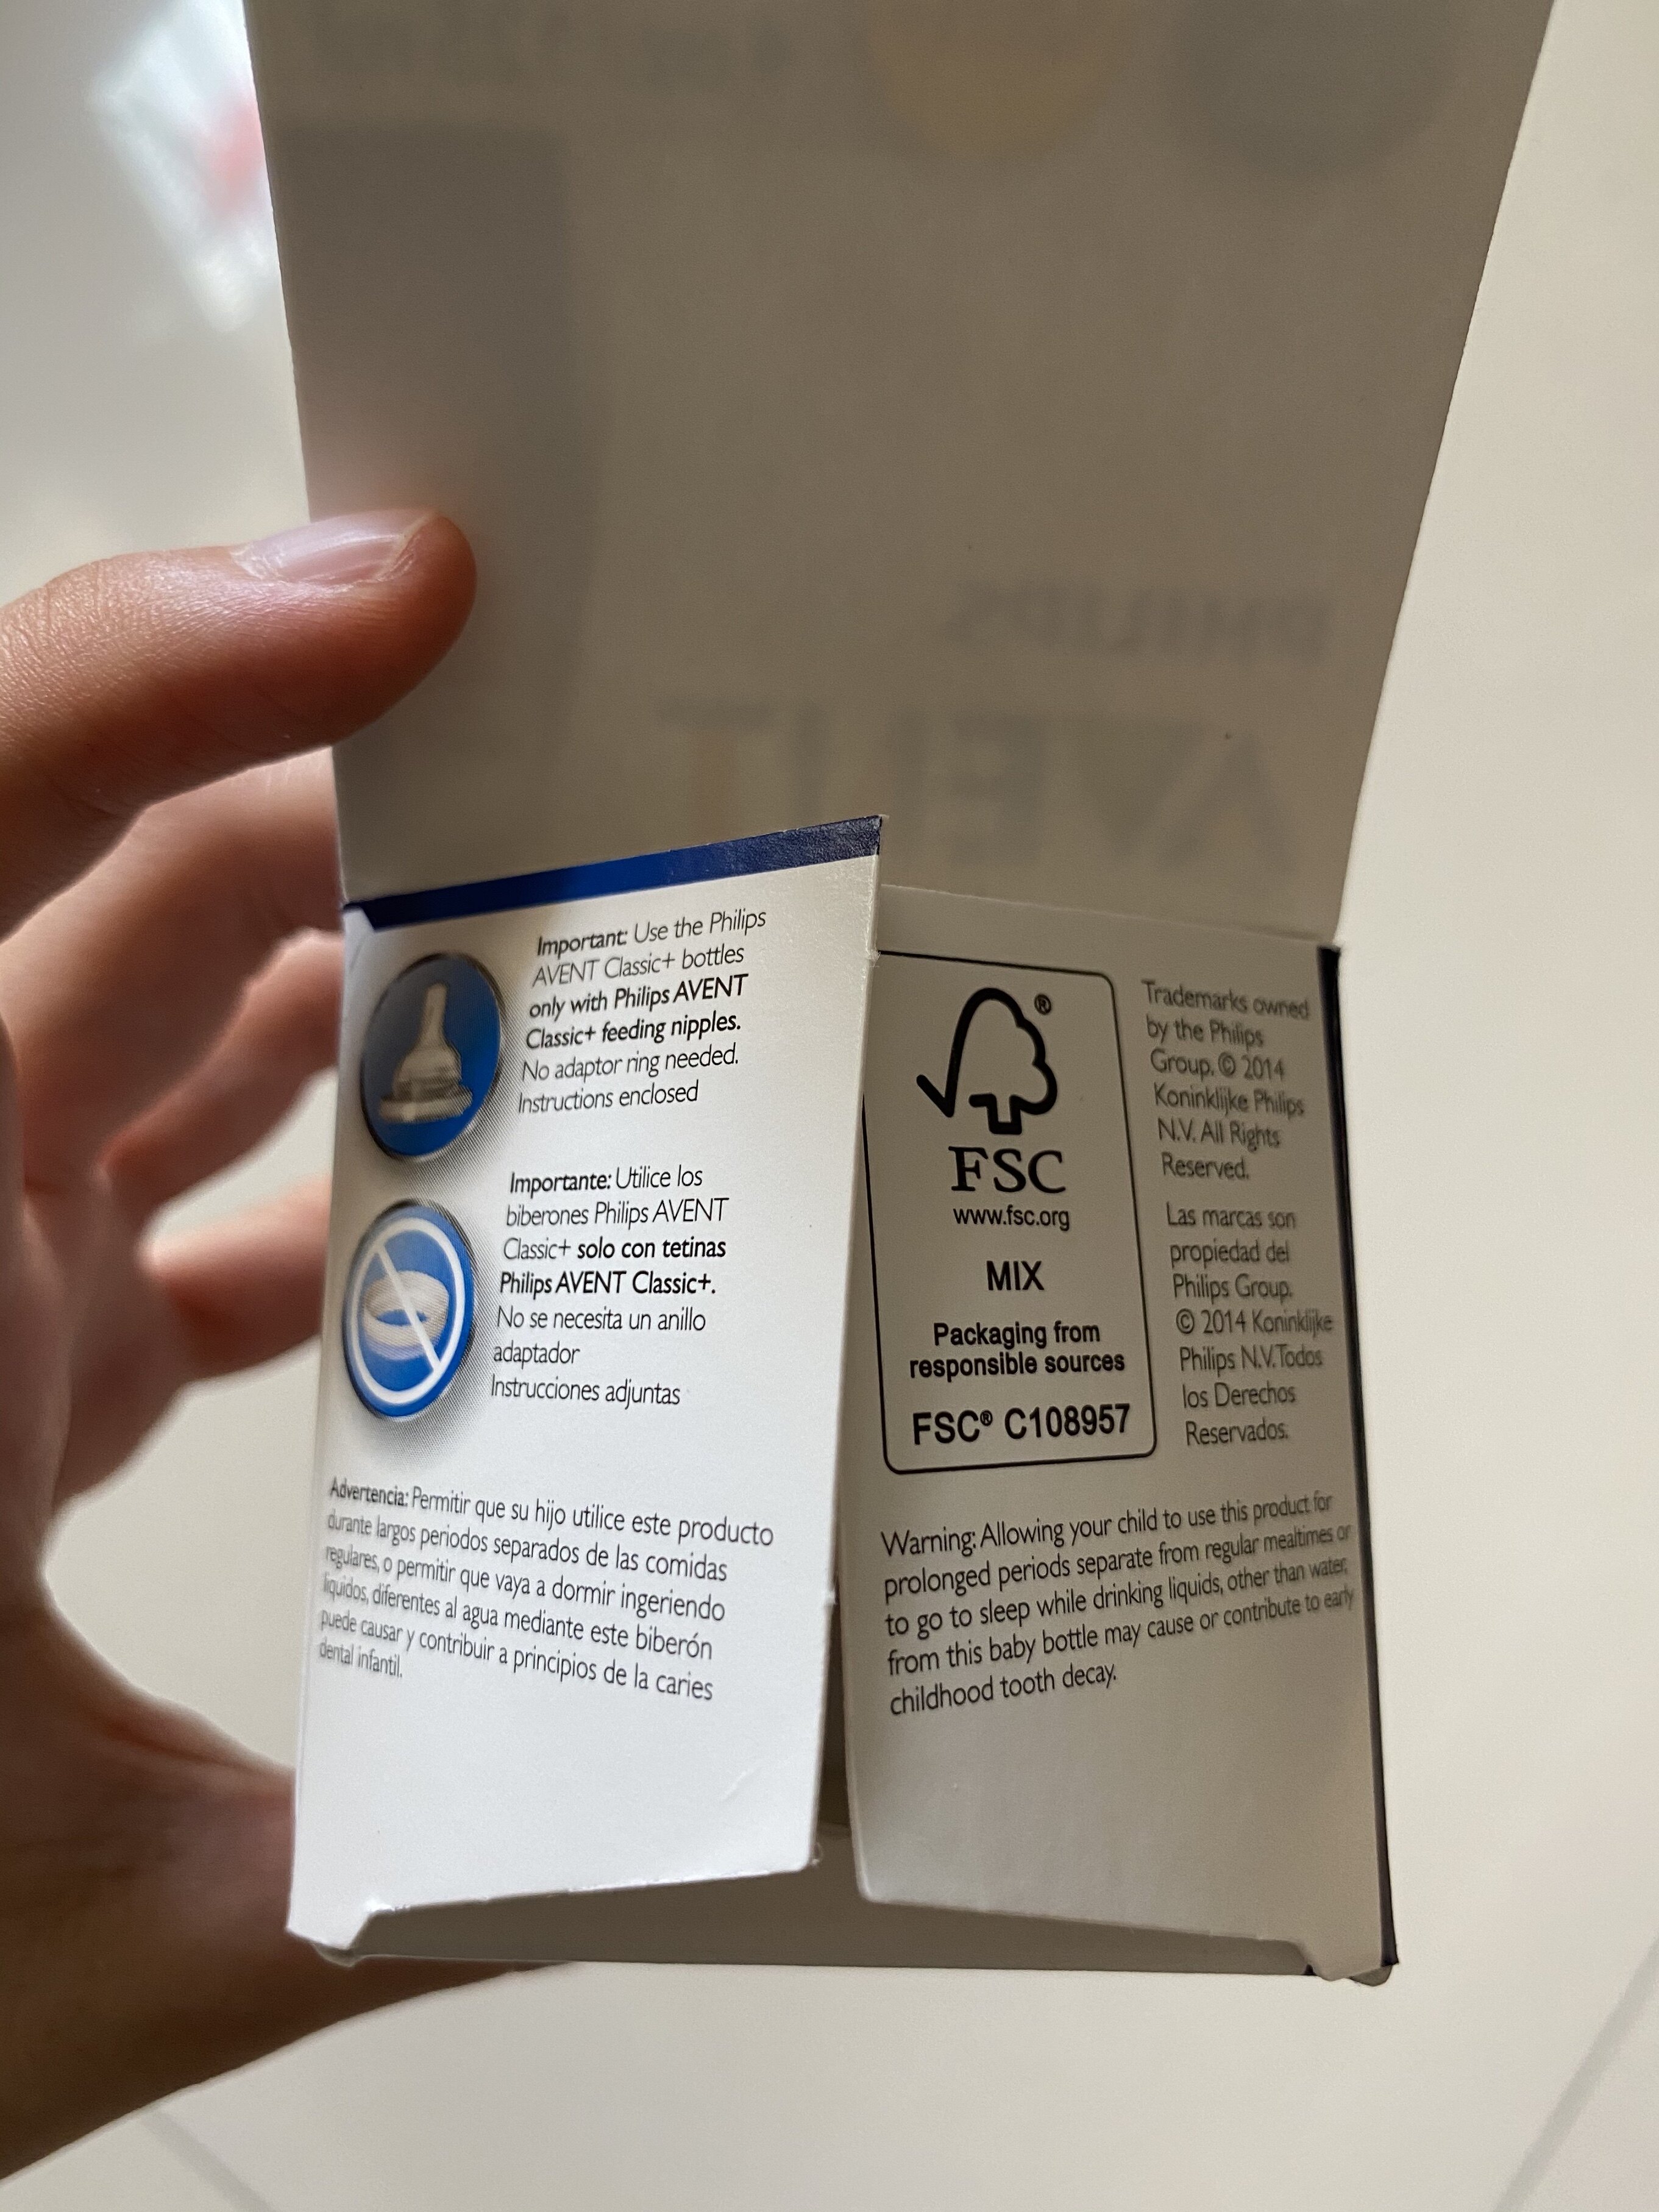 PHILIPS
AVENT
Important: Use the Philips
AVENT Classic+ bottles
only with Philips AVENT
Classic+ feeding nipples.
No adaptor ring needed.
Instructions enclosed
Importante: Utilice los
biberones Philips AVENT
Classic+ solo con tetinas
Philips AVENT Classic+.
No se necesita un anillo
adaptador
Instrucciones adjuntas
Advertencia: Permitir que su hijo utilice este producto
durante largos periodos separados de las comidas
regulares, o permitir que vaya a dormir ingeriendo
líquidos, diferentes al agua mediante este biberón
puede causar y contribuir a principios de la caries
dental infantil.
®
FSC
www.fsc.org
MIX
Packaging from
responsible sources
FSC® C108957
Trademarks owned
by the Philips
Group. © 2014
Koninklijke Philips
N.V. All Rights
Reserved.
Las marcas son
propiedad del
Philips Group.
© 2014 Koninklijke
Philips N.V. Todos
los Derechos
Reservados.
Warning: Allowing your child to use this product for
prolonged periods separate from regular mealtimes or
to go to sleep while drinking liquids, other than water,
from this baby bottle may cause or contribute to early
childhood tooth decay.